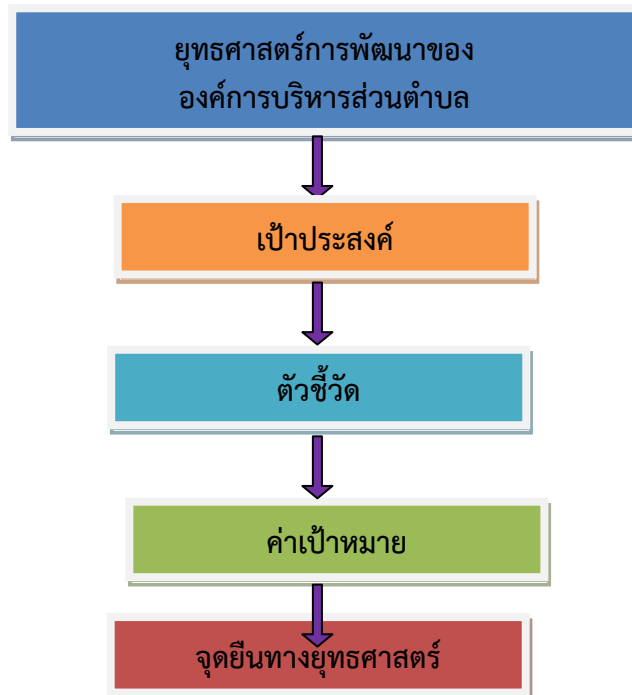 ยุทธศาสตร์การพัฒนาของ
องค์การบริหารส่วนตำบล
เป้าประสงค์
ตัวชี้วัด
ค่าเป้าหมาย
จุดยืนทางยุทธศาสตร์